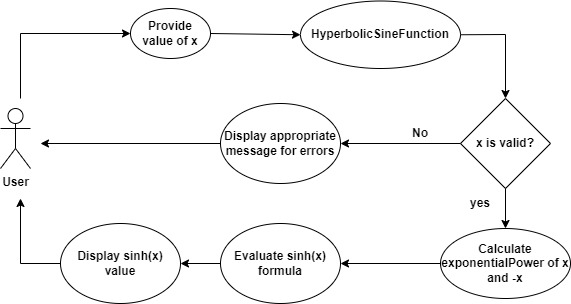 Provide
value of x
HyperbolicSineFunction
x is valid?
No
Display appropriate
message for errors
User
yes
Calculate
exponentialPower of x
and -x
Evaluate sinh(x)
formula
Display sinh(x)
value